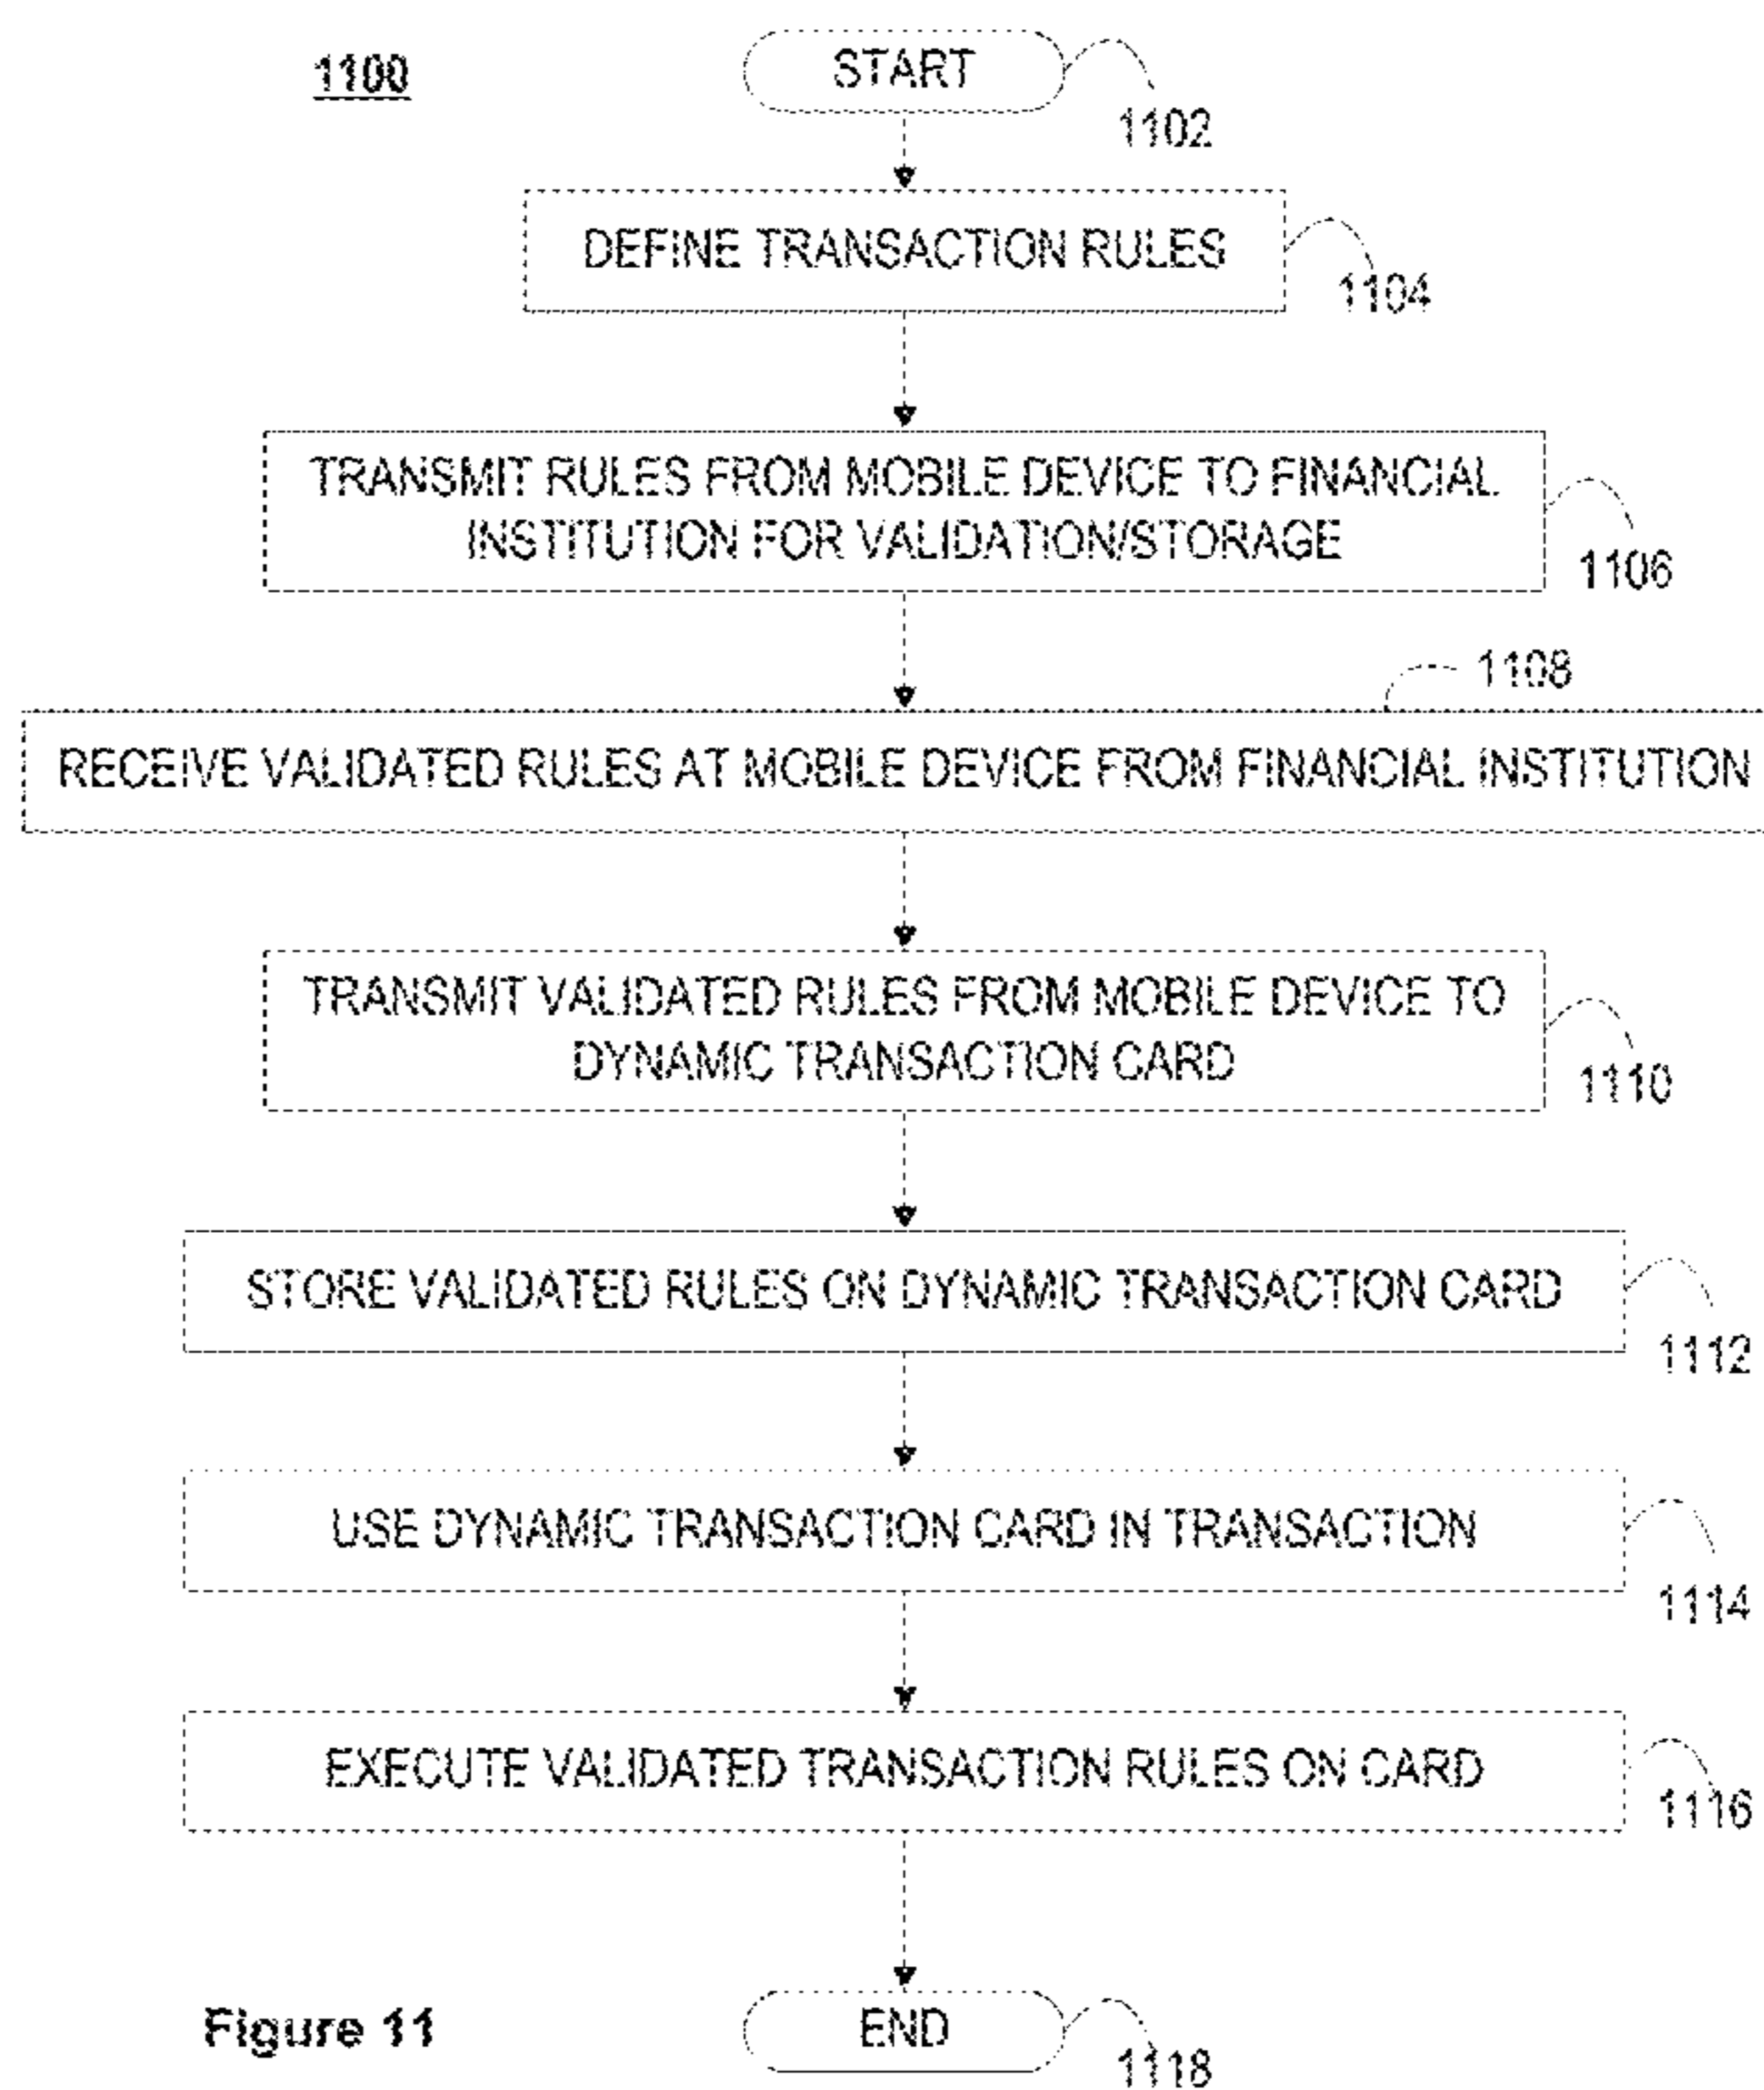 1100
START
1102
DEFINE TRANSACTION RULES
1104
TRANSMIT RULES FROM MOBILE DEVICE TO FINANCIAL
INSTITUTION FOR VALIDATION/STORAGE
1106
1108
RECEIVE VALIDATED RULES AT MOBILE DEVICE FROM FINANCIAL INSTITUTION
TRANSMIT VALIDATED RULES FROM MOBILE DEVICE TO
DYNAMIC TRANSACTION CARD
1110
STORE VALIDATED RULES ON DYNAMIC TRANSACTION CARD
1112
USE DYNAMIC TRANSACTION CARD IN TRANSACTION
1114
EXECUTE VALIDATED TRANSACTION RULES ON CARD
1116
Figure 11
END
1118